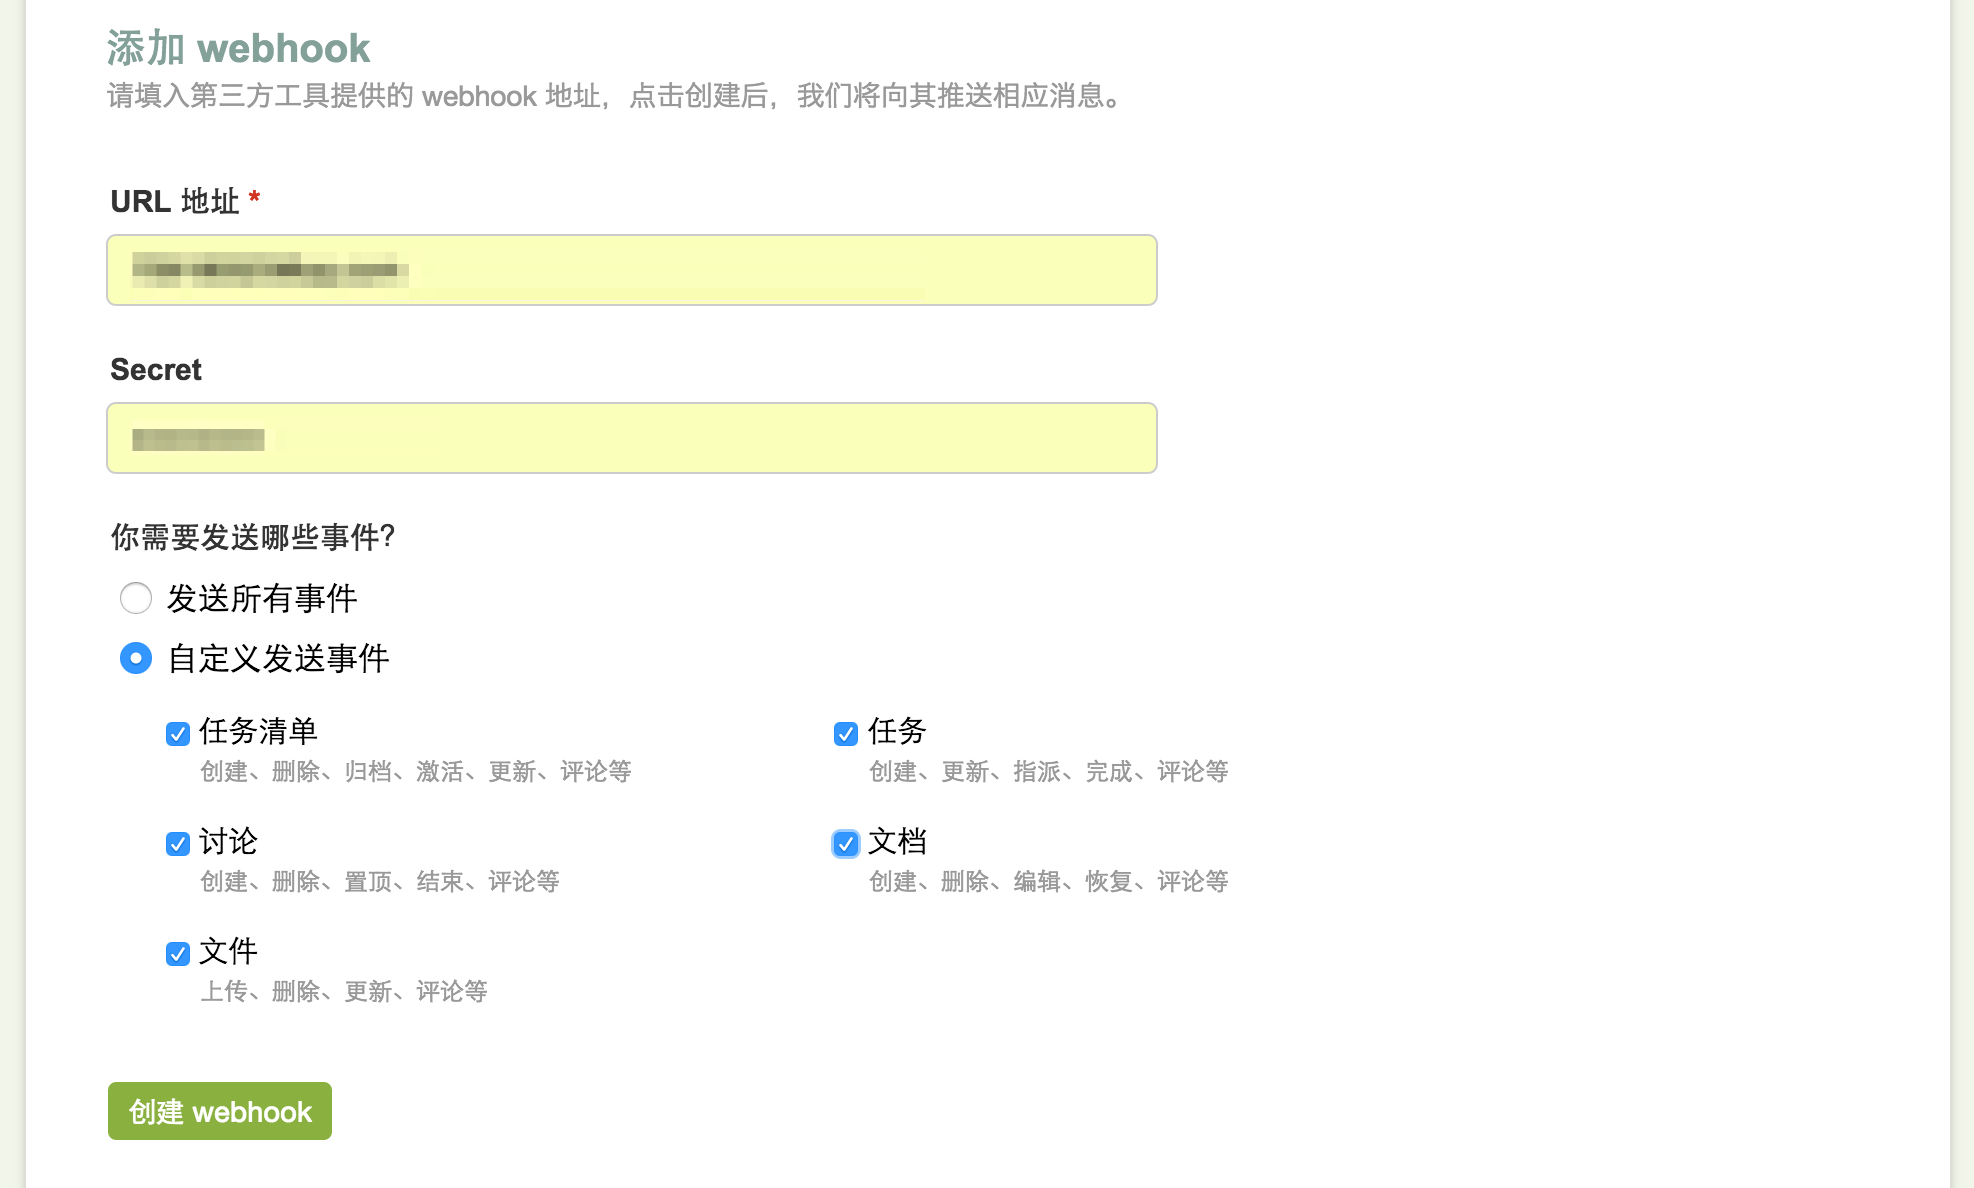 添加 webhook
请填入第三方工具提供的 webhook 地址，点击创建后，我们将向其推送相应消息。
URL 地址 *
Secret
你需要发送哪些事件?
发送所有事件
自定义发送事件
任务清单
创建、删除、归档、激活、更新、评论等
任务
创建、更新、指派、完成、评论等
讨论
创建、删除、置顶、结束、评论等
文档
创建、删除、编辑、恢复、评论等
文件
上传、删除、更新、评论等
创建 webhook